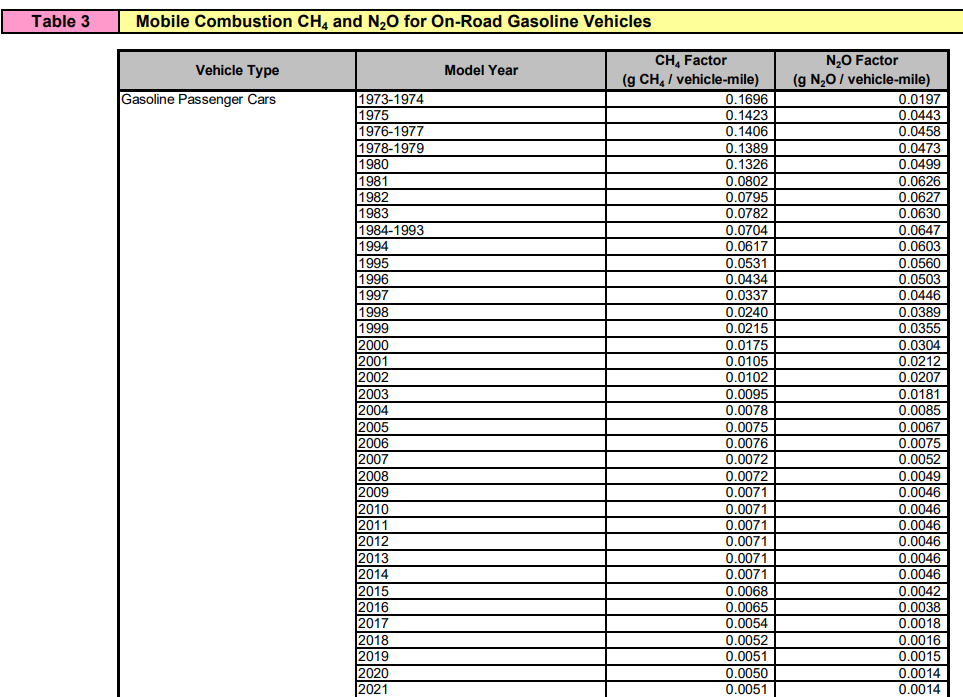 Table 3 Mobile Combustion CH4 and N2O for On-Road Gasoline Vehicles
Vehicle Type Model Year CH4 Factor (g CH4 / vehicle-mile) N2O Factor (g N2O / vehicle-mile)
Gasoline Passenger Cars 1973-1974 0.1696 0.0197
1975 0.1423 0.0443
1976-1977 0.1406 0.0458
1978-1979 0.1389 0.0473
1980 0.1326 0.0499
1981 0.0802 0.0626
1982 0.0795 0.0627
1983 0.0782 0.0630
1984-1993 0.0704 0.0647
1994 0.0617 0.0603
1995 0.0531 0.0560
1996 0.0434 0.0503
1997 0.0337 0.0446
1998 0.0240 0.0389
1999 0.0215 0.0355
2000 0.0175 0.0304
2001 0.0105 0.0212
2002 0.0102 0.0207
2003 0.0095 0.0181
2004 0.0078 0.0085
2005 0.0075 0.0067
2006 0.0076 0.0075
2007 0.0072 0.0052
2008 0.0072 0.0049
2009 0.0071 0.0046
2010 0.0071 0.0046
2011 0.0071 0.0046
2012 0.0071 0.0046
2013 0.0071 0.0046
2014 0.0071 0.0046
2015 0.0068 0.0042
2016 0.0065 0.0038
2017 0.0054 0.0018
2018 0.0052 0.0016
2019 0.0051 0.0015
2020 0.0050 0.0014
2021 0.0051 0.0014